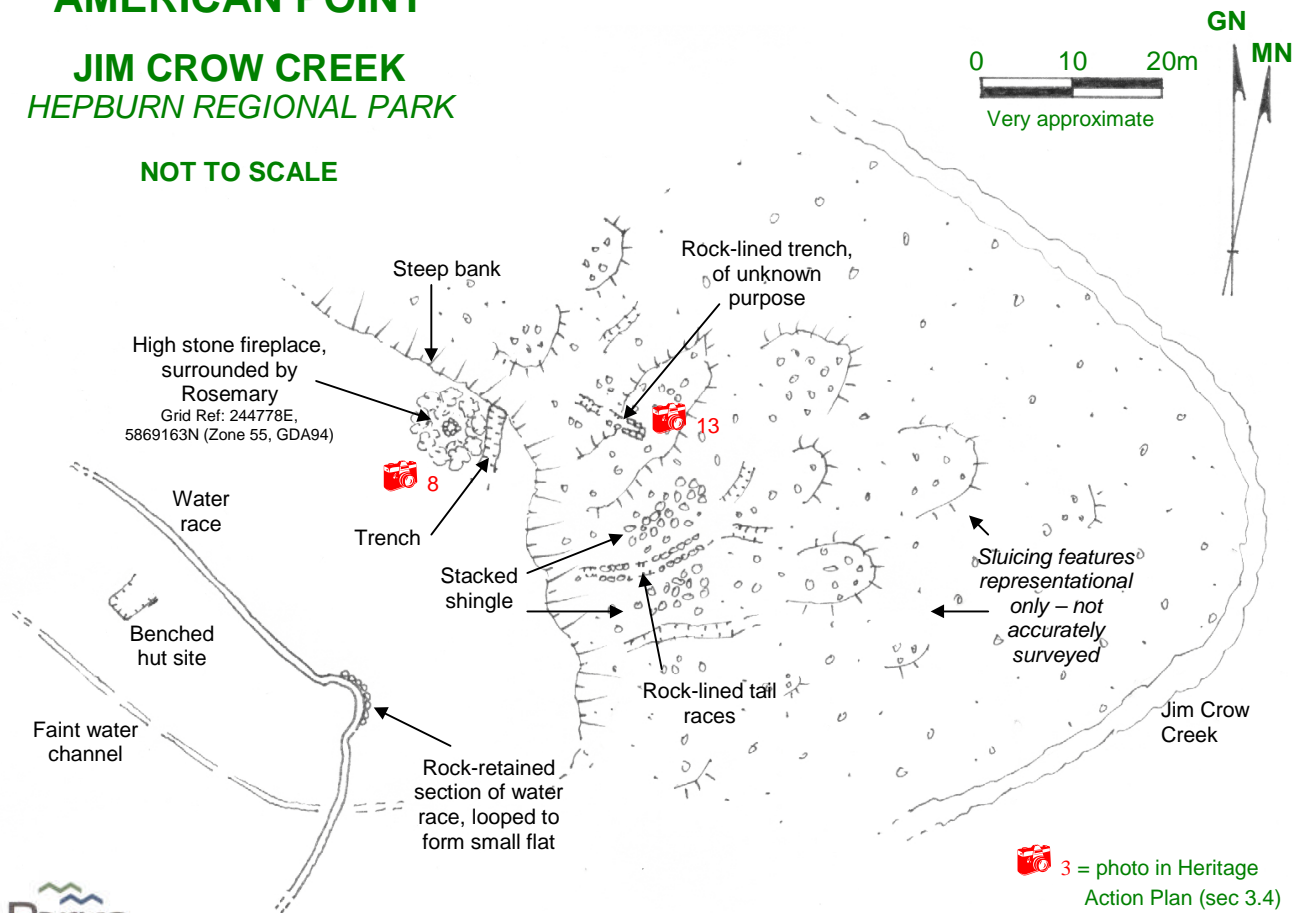 AMERICAN POINT
JIM CROW CREEK
HEPBURN REGIONAL PARK
NOT TO SCALE
0 10 20m
Very approximate
GN
MN
Steep bank
Rock-lined trench,
of unknown
purpose
High stone fireplace,
surrounded by
Rosemary
Grid Ref: 244778E,
5869163N (Zone 55, GDA94)
13
8
Water
race
Trench
Stacked
shingle
Sluicing features
representational
only – not
accurately
surveyed
Benched
hut site
Rock-lined tail
races
Faint water
channel
Jim Crow
Creek
Rock-retained
section of water
race, looped to
form small flat
3 = photo in Heritage
Action Plan (sec 3.4)